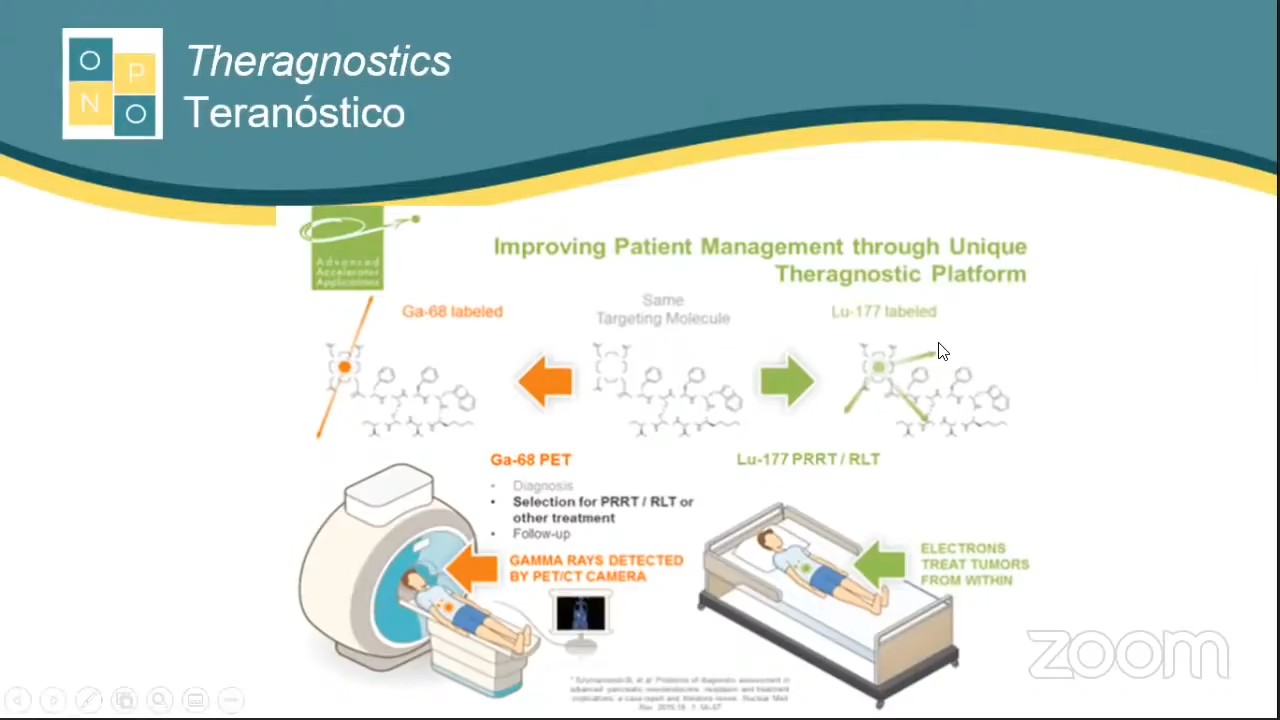 O
P
N
O
Theragnostics
Teranóstico
Advanced
Accelerator
Applications
Improving Patient Management through Unique
Theragnostic Platform
Ga-68 labeled
Same
Targeting Molecule
Lu-177 labeled
Ga-68 PET
• Diagnosis
• Selection for PRRT / RLT or
other treatment
• Follow-up
GAMMA RAYS DETECTED
BY PET/CT CAMERA
Lu-177 PRRT / RLT
ELECTRONS
TREAT TUMORS
FROM WITHIN
zoom